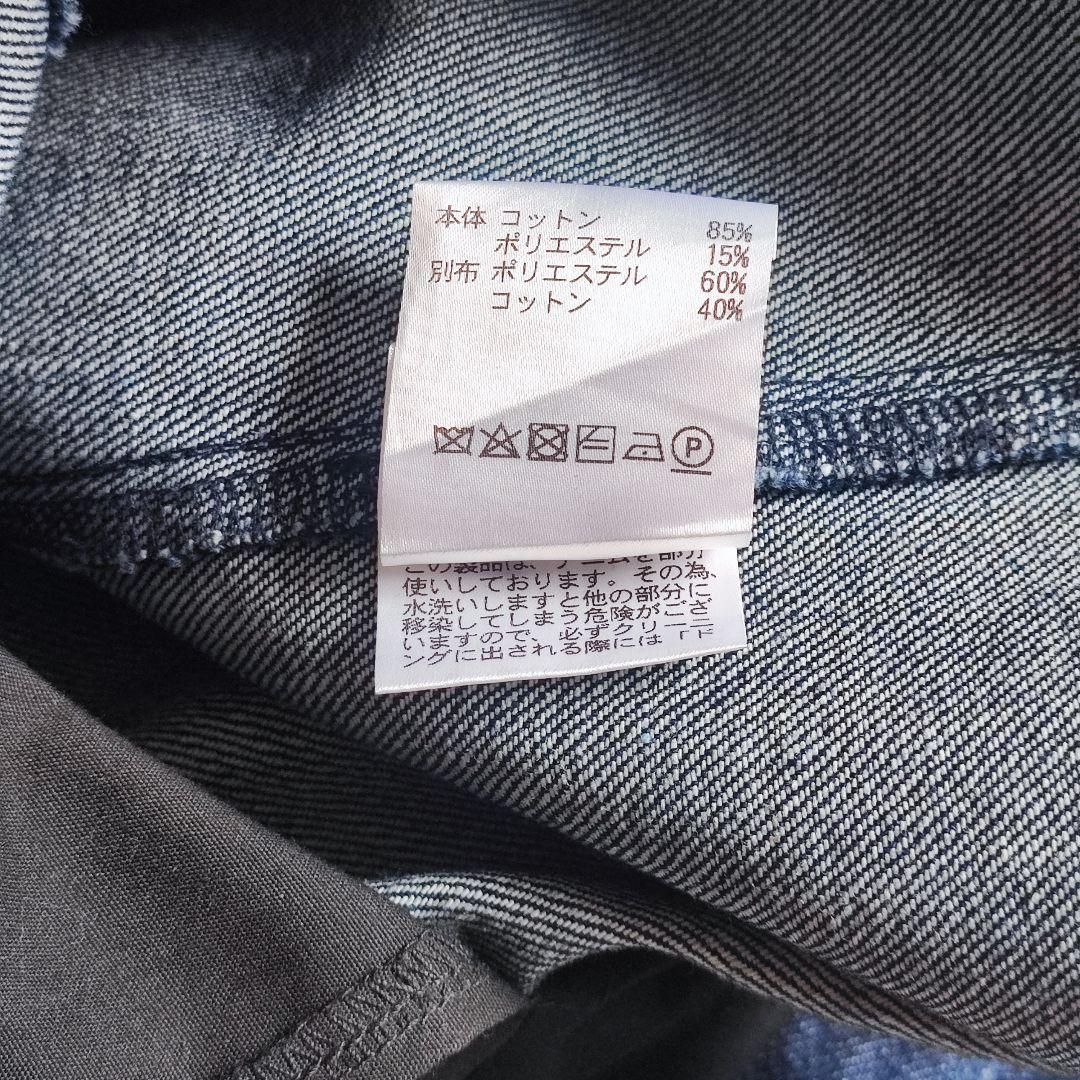 本体 コットン 85%
ポリエステル 15%
別布 ポリエステル 60%
コットン 40%
P
この製品は、デニムを部分
使いしております。その為、
水洗いしますと他の部分に、
移染してしまう危険がござ
いますので、必ずクリーニ
ングに出される際には